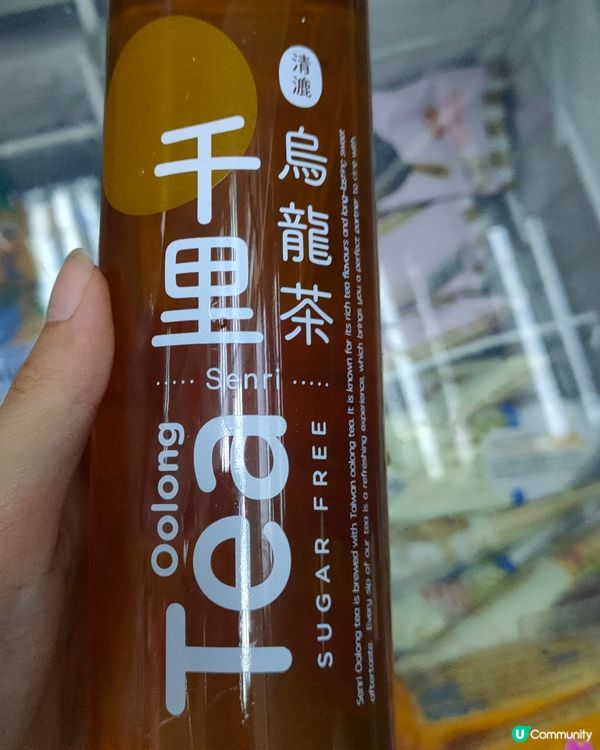 清漉
千里
烏龍茶
Senri
Oolong
Tea
SUGAR FREE
Senri Oolong tea is brewed with Taiwan oolong tea. It is known for its rich tea flavours and long-lasting sweet
aftertaste. Every sip of our tea is a refreshing experience, which brings you a perfect partner to dine with.
U Community